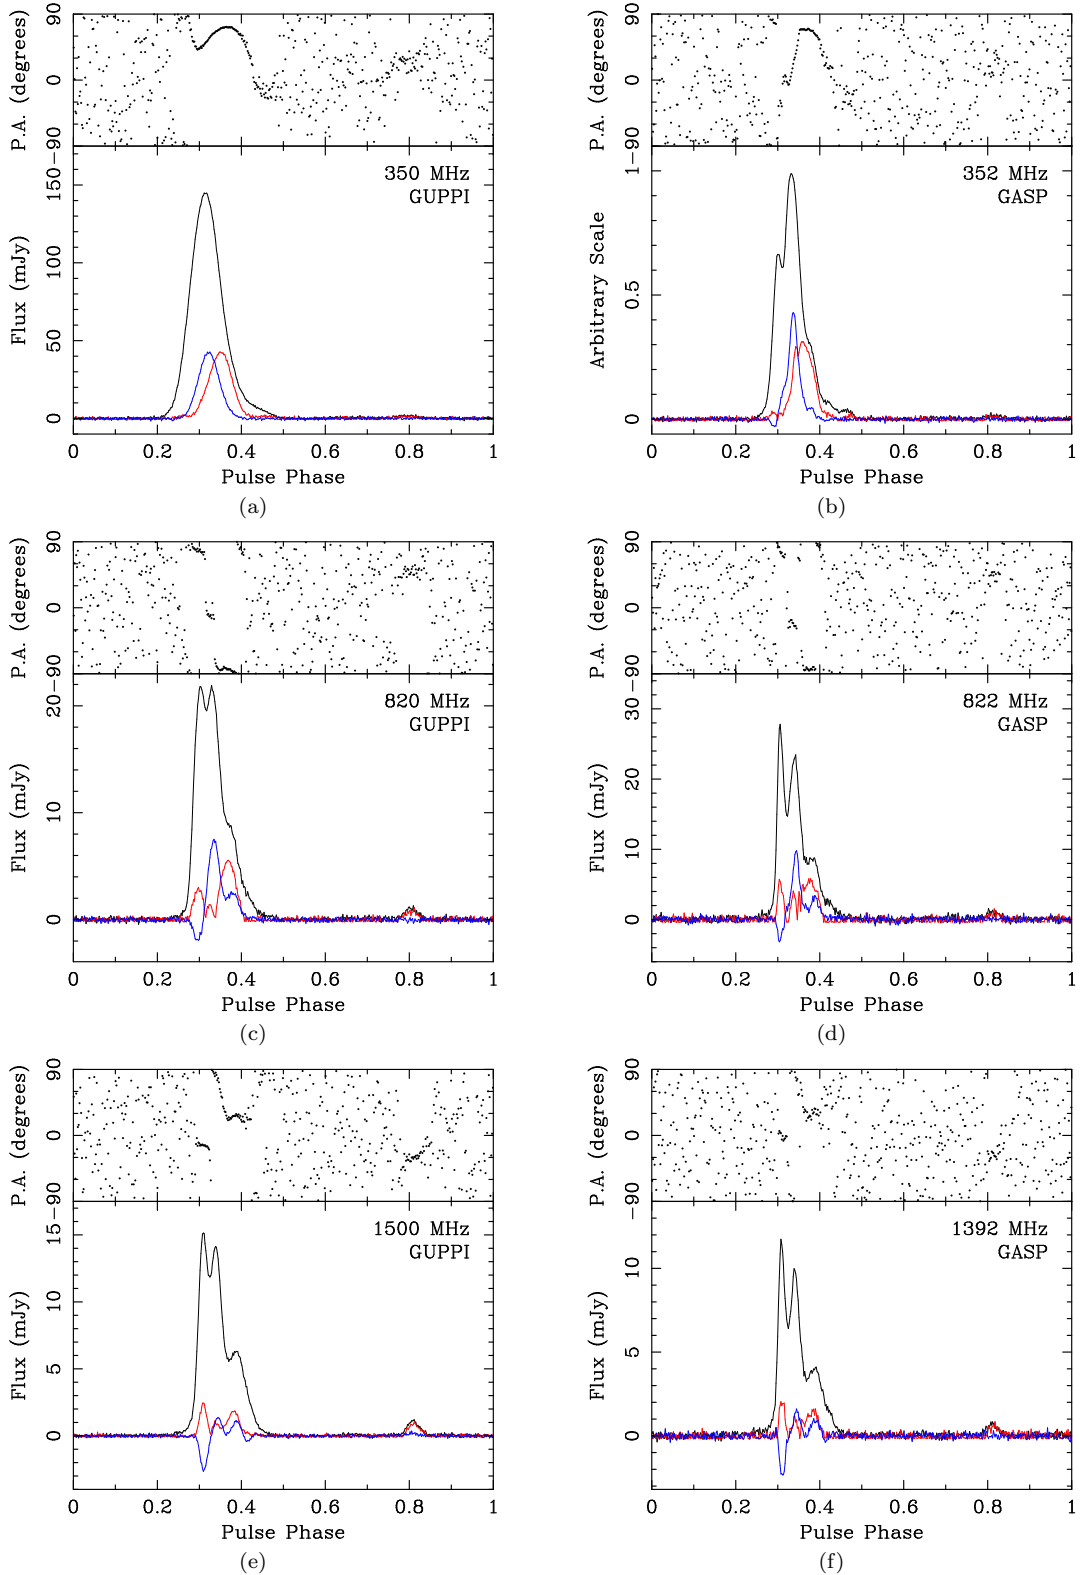 90
0
−90
P.A. (degrees)
150
100
50
0
Flux (mJy)
350 MHz
GUPPI
0 0.2 0.4 0.6 0.8 1
Pulse Phase
(a)
90
0
−90
P.A. (degrees)
1
0.5
0
Arbitrary Scale
352 MHz
GASP
0 0.2 0.4 0.6 0.8 1
Pulse Phase
(b)
90
0
−90
P.A. (degrees)
20
10
0
Flux (mJy)
820 MHz
GUPPI
0 0.2 0.4 0.6 0.8 1
Pulse Phase
(c)
90
0
−90
P.A. (degrees)
30
20
10
0
Flux (mJy)
822 MHz
GASP
0 0.2 0.4 0.6 0.8 1
Pulse Phase
(d)
90
0
−90
P.A. (degrees)
15
10
5
0
Flux (mJy)
1500 MHz
GUPPI
0 0.2 0.4 0.6 0.8 1
Pulse Phase
(e)
90
0
−90
P.A. (degrees)
10
5
0
Flux (mJy)
1392 MHz
GASP
0 0.2 0.4 0.6 0.8 1
Pulse Phase
(f)